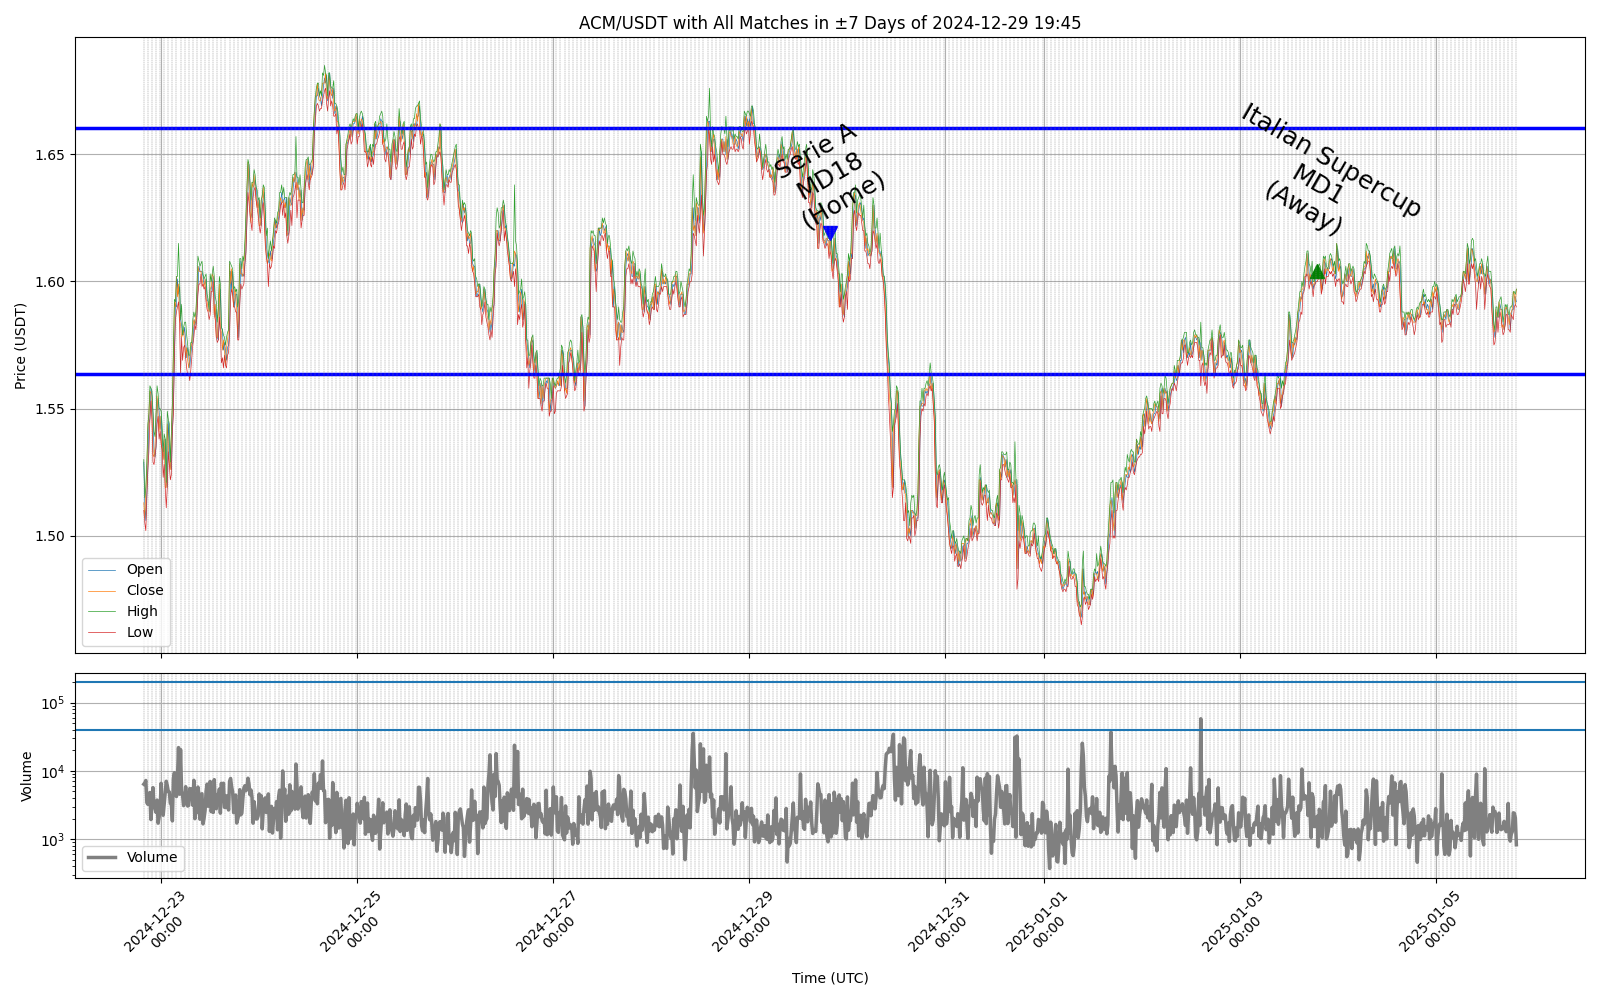 ACM/USDT with All Matches in ±7 Days of 2024-12-29 19:45
Price (USDT)
1.65
1.60
1.55
1.50
Serie A
MD18
(Home)
Italian Supercup
MD1
(Away)
Open
Close
High
Low
Volume
10^5
10^4
10^3
Volume
2024-12-23
00:00
2024-12-25
00:00
2024-12-27
00:00
2024-12-29
00:00
2024-12-31
00:00
2025-01-01
00:00
2025-01-03
00:00
2025-01-05
00:00
Time (UTC)